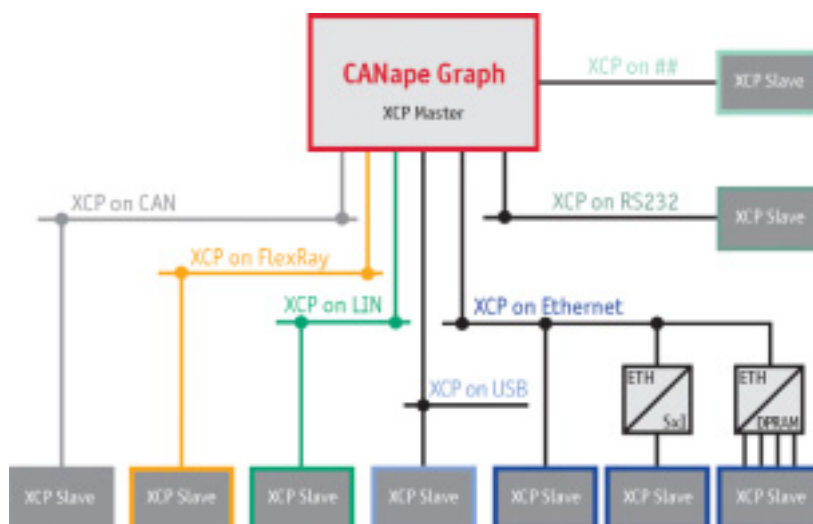 CANape Graph
XCP Master
XCP on ##
XCP Slave
XCP on CAN
XCP on RS232
XCP Slave
XCP on FlexRay
XCP on LIN
XCP on Ethernet
XCP on USB
ETH
SxI
ETH
DPRAM
XCP Slave
XCP Slave
XCP Slave
XCP Slave
XCP Slave
XCP Slave
XCP Slave